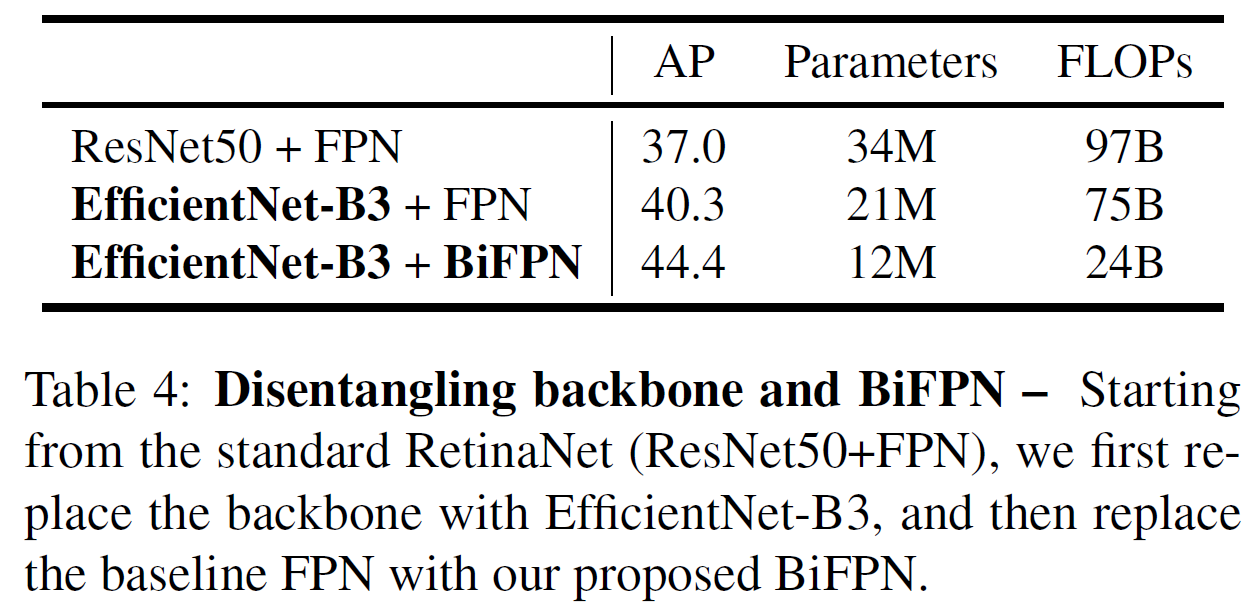 AP Parameters FLOPs
ResNet50 + FPN 37.0 34M 97B
EfficientNet-B3 + FPN 40.3 21M 75B
EfficientNet-B3 + BiFPN 44.4 12M 24B
Table 4: Disentangling backbone and BiFPN – Starting
from the standard RetinaNet (ResNet50+FPN), we first re-
place the backbone with EfficientNet-B3, and then replace
the baseline FPN with our proposed BiFPN.